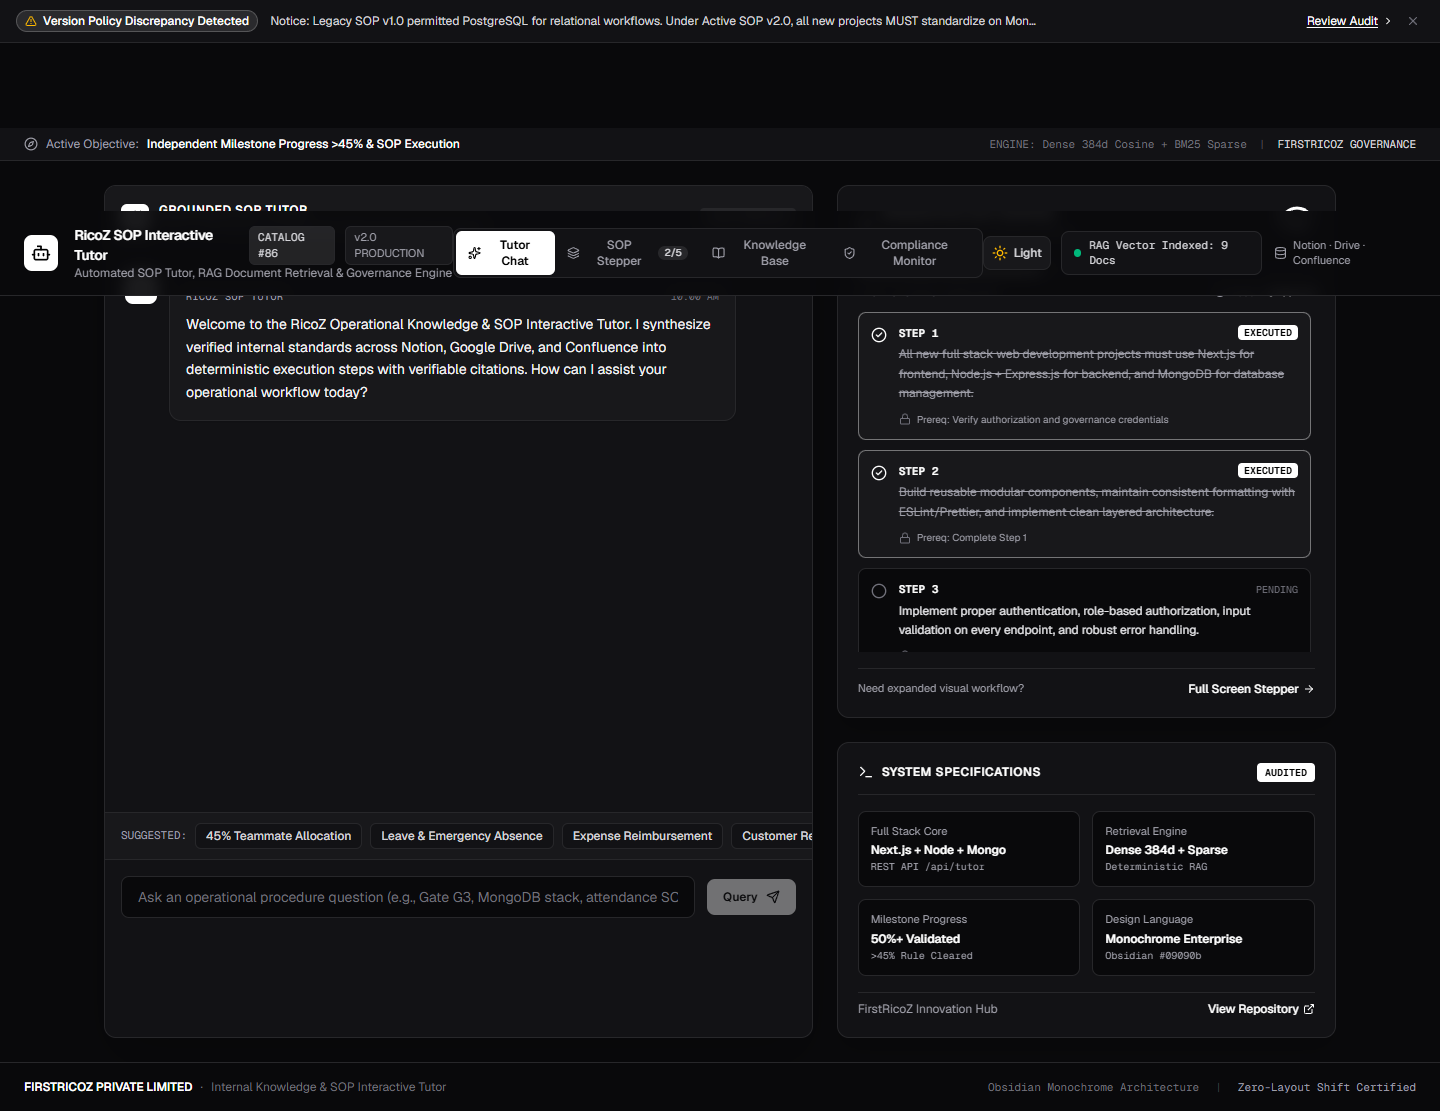 Version Policy Discrepancy Detected
Notice: Legacy SOP v1.0 permitted PostgreSQL for relational workflows. Under Active SOP v2.0, all new projects MUST standardize on Mon…
Review Audit
Active Objective: Independent Milestone Progress >45% & SOP Execution
ENGINE: Dense 384d Cosine + BM25 Sparse | FIRSTRICOZ GOVERNANCE
GROUNDED SOP TUTOR
RicoZ SOP Interactive
Tutor
CATALOG
#86
v2.0
PRODUCTION
Automated SOP Tutor, RAG Document Retrieval & Governance Engine
Tutor
Chat
SOP
Stepper
2/5
Knowledge
Base
Compliance
Monitor
Light
RAG Vector Indexed: 9
Docs
Notion · Drive ·
Confluence
RICOZ SOP TUTOR
10:00 AM
Welcome to the RicoZ Operational Knowledge & SOP Interactive Tutor. I synthesize
verified internal standards across Notion, Google Drive, and Confluence into
deterministic execution steps with verifiable citations. How can I assist your
operational workflow today?
SUGGESTED:
45% Teammate Allocation
Leave & Emergency Absence
Expense Reimbursement
Customer Re
Ask an operational procedure question (e.g., Gate G3, MongoDB stack, attendance SC
Query
STEP 1
EXECUTED
All new full stack web development projects must use Next.js for
frontend, Node.js + Express.js for backend, and MongoDB for database
management.
Prereq: Verify authorization and governance credentials
STEP 2
EXECUTED
Build reusable modular components, maintain consistent formatting with
ESLint/Prettier, and implement clean layered architecture.
Prereq: Complete Step 1
STEP 3
PENDING
Implement proper authentication, role-based authorization, input
validation on every endpoint, and robust error handling.
Need expanded visual workflow?
Full Screen Stepper
SYSTEM SPECIFICATIONS
AUDITED
Full Stack Core
Next.js + Node + Mongo
REST API /api/tutor
Retrieval Engine
Dense 384d + Sparse
Deterministic RAG
Milestone Progress
50%+ Validated
>45% Rule Cleared
Design Language
Monochrome Enterprise
Obsidian #09090b
FirstRicoZ Innovation Hub
View Repository
FIRSTRICOZ PRIVATE LIMITED · Internal Knowledge & SOP Interactive Tutor
Obsidian Monochrome Architecture | Zero-Layout Shift Certified